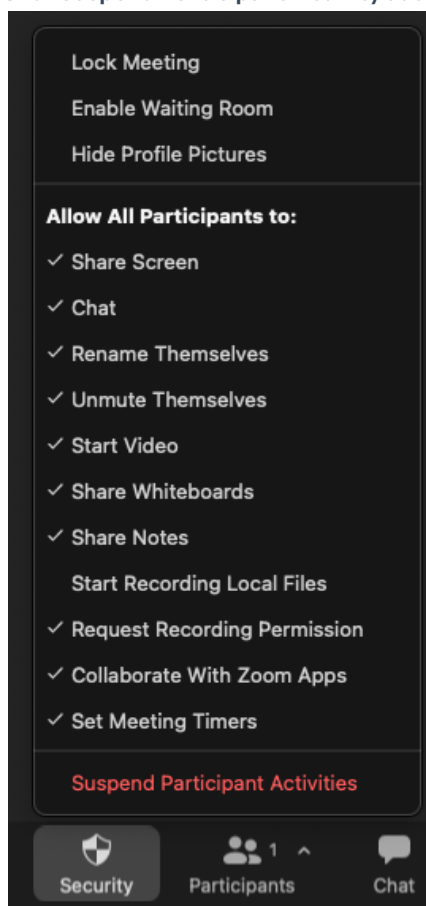 Lock Meeting
Enable Waiting Room
Hide Profile Pictures
Allow All Participants to:
Share Screen
Chat
Rename Themselves
Unmute Themselves
Start Video
Share Whiteboards
Share Notes
Start Recording Local Files
Request Recording Permission
Collaborate With Zoom Apps
Set Meeting Timers
Suspend Participant Activities
1
Security Participants Chat